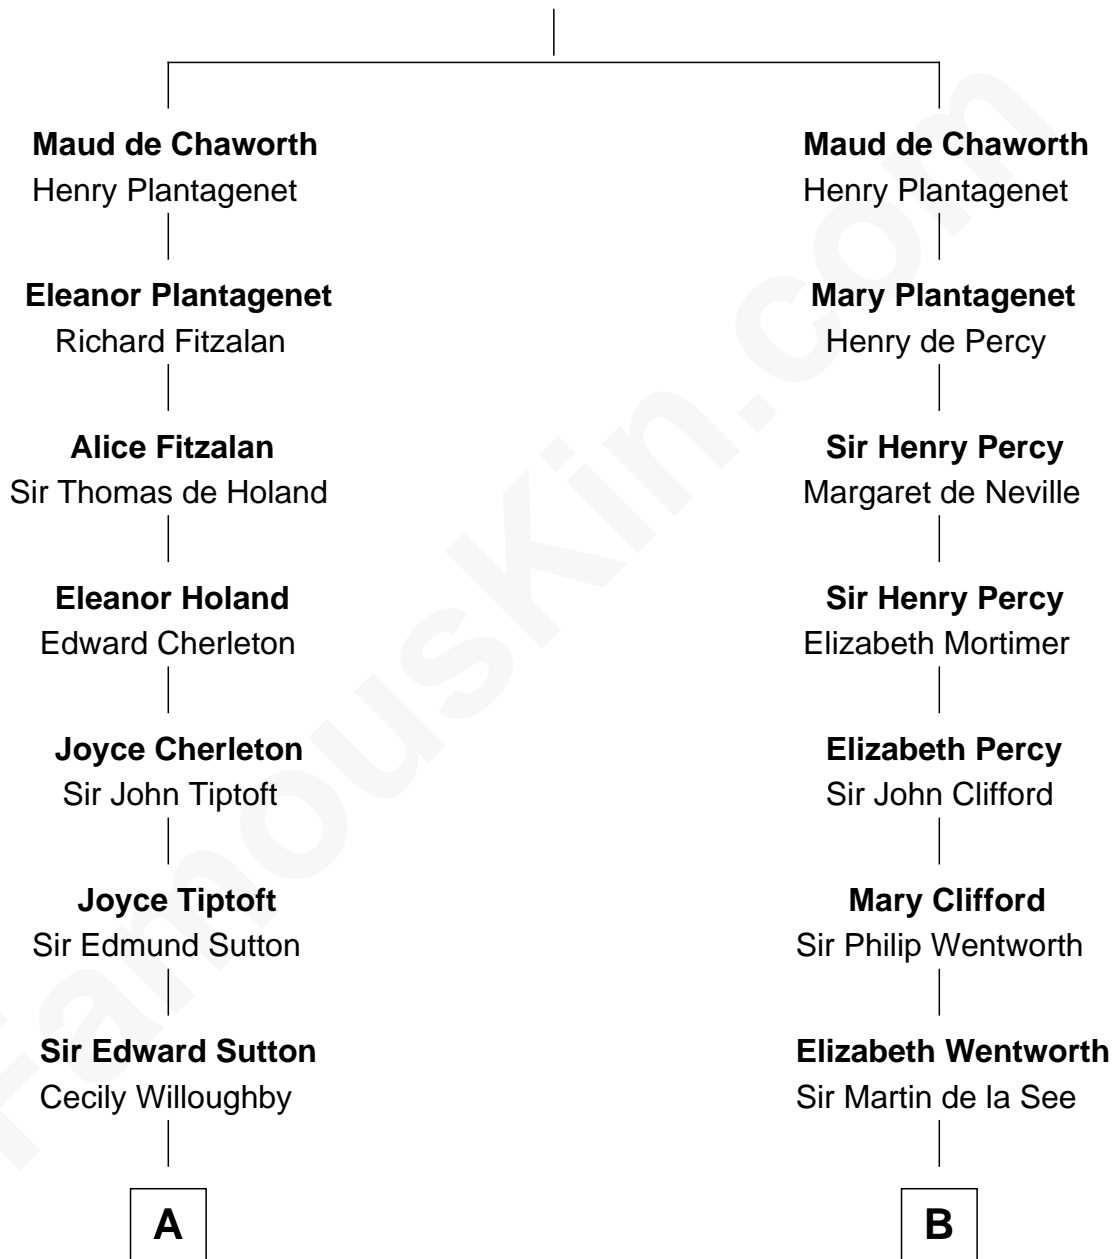 Maud de Chaworth
Henry Plantagenet
Eleanor Plantagenet
Richard Fitzalan
Alice Fitzalan
Sir Thomas de Holand
Eleanor Holand
Edward Cherleton
Joyce Cherleton
Sir John Tiptoft
Joyce Tiptoft
Sir Edmund Sutton
Sir Edward Sutton
Cecily Willoughby
A
Maud de Chaworth
Henry Plantagenet
Mary Plantagenet
Henry de Percy
Sir Henry Percy
Margaret de Neville
Sir Henry Percy
Elizabeth Mortimer
Elizabeth Percy
Sir John Clifford
Mary Clifford
Sir Philip Wentworth
Elizabeth Wentworth
Sir Martin de la See
B
FamousKin.com